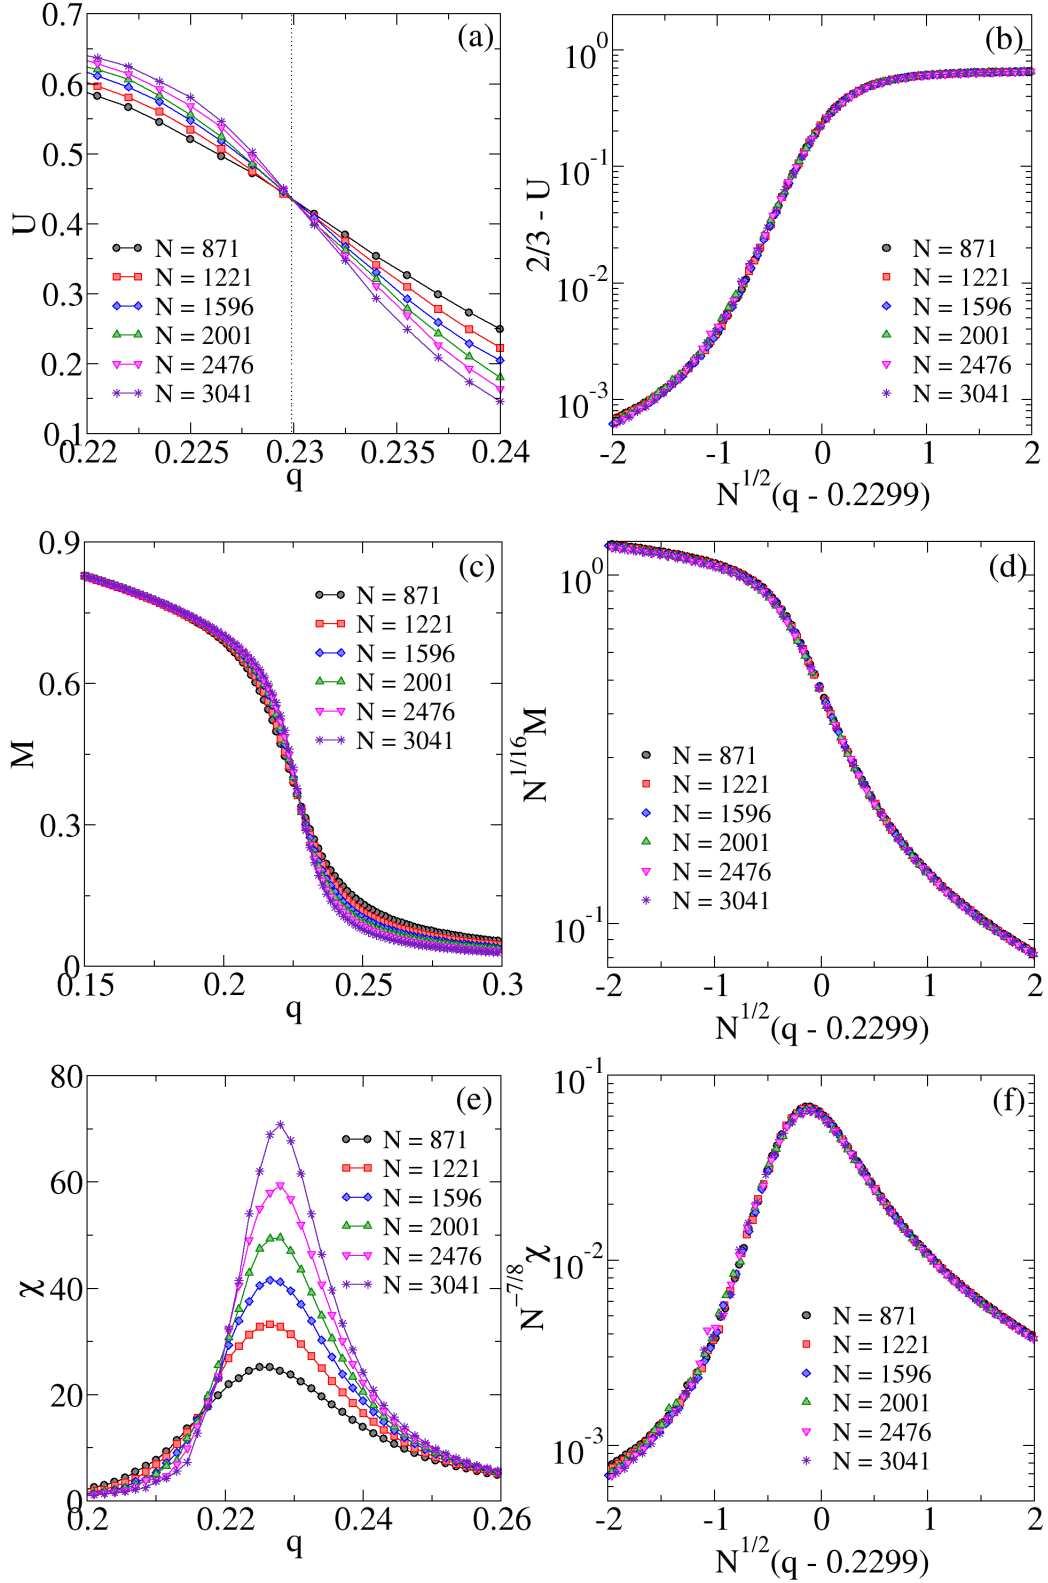 (a)
0.7
0.6
0.5
0.4
0.3
0.2
0.1
U
N = 871
N = 1221
N = 1596
N = 2001
N = 2476
N = 3041
0.22
0.225
0.23
0.235
0.24
q
(b)
10^0
10^-1
10^-2
10^-3
2/3 - U
N = 871
N = 1221
N = 1596
N = 2001
N = 2476
N = 3041
-2
-1
0
1
2
N^1/2(q - 0.2299)
(c)
0.9
0.6
0.3
0
M
N = 871
N = 1221
N = 1596
N = 2001
N = 2476
N = 3041
0.15
0.2
0.25
0.3
q
(d)
10^0
10^-1
N^1/16M
N = 871
N = 1221
N = 1596
N = 2001
N = 2476
N = 3041
-2
-1
0
1
2
N^1/2(q - 0.2299)
(e)
80
60
40
20
0
χ
N = 871
N = 1221
N = 1596
N = 2001
N = 2476
N = 3041
0.2
0.22
0.24
0.26
q
(f)
10^-1
10^-2
10^-3
N^-7/8χ
N = 871
N = 1221
N = 1596
N = 2001
N = 2476
N = 3041
-2
-1
0
1
2
N^1/2(q - 0.2299)